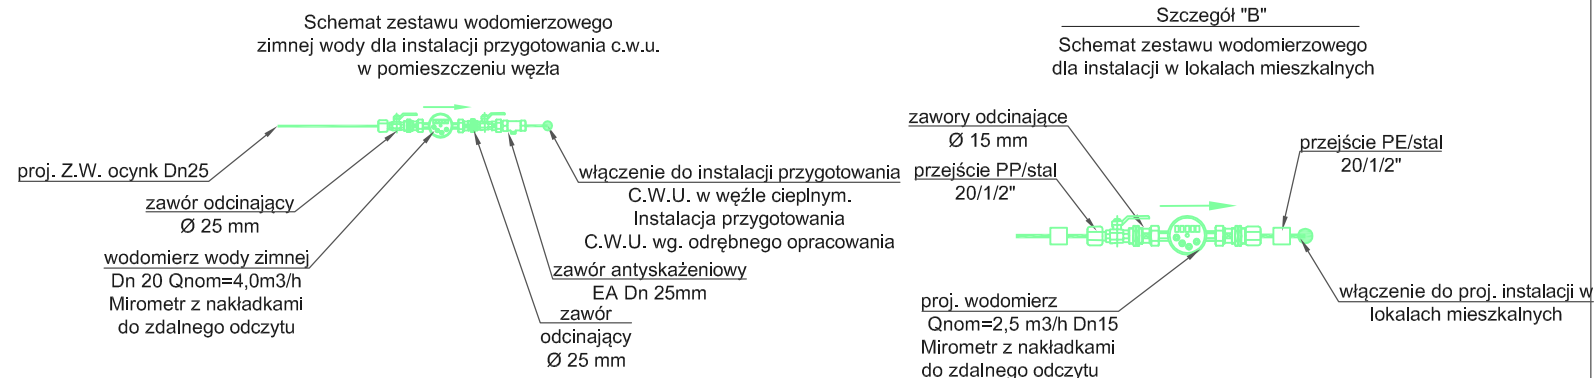 Schemat zestawu wodomierzowego
zimnej wody dla instalacji przygotowania c.w.u.
w pomieszczeniu węzła
proj. Z.W. ocynk Dn25
zawór odcinający
Ø 25 mm
wodomierz wody zimnej
Dn 20 Qnom=4,0m3/h
Mirometr z nakładkami
do zdalnego odczytu
włączenie do instalacji przygotowania
C.W.U. w węźle cieplnym.
Instalacja przygotowania
C.W.U. wg. odrębnego opracowania
zawór antyskażeniowy
EA Dn 25mm
zawór
odcinający
Ø 25 mm
Szczegół "B"
Schemat zestawu wodomierzowego
dla instalacji w lokalach mieszkalnych
zawory odcinające
Ø 15 mm
przejście PP/stal
20/1/2"
przejście PE/stal
20/1/2"
proj. wodomierz
Qnom=2,5 m3/h Dn15
Mirometr z nakładkami
do zdalnego odczytu
włączenie do proj. instalacji w
lokalach mieszkalnych